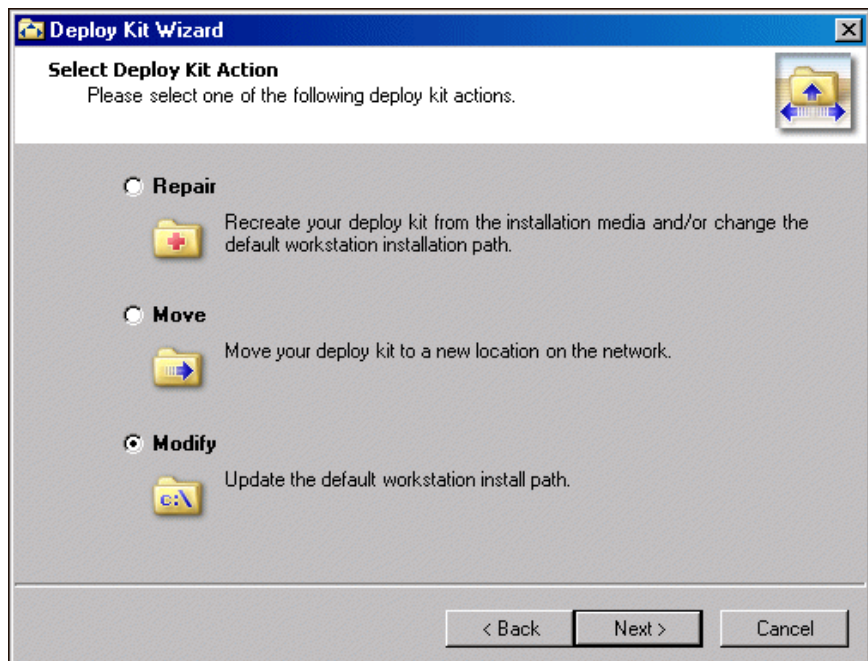 Deploy Kit Wizard
Select Deploy Kit Action
Please select one of the following deploy kit actions.
Repair
Recreate your deploy kit from the installation media and/or change the
default workstation installation path.
Move
Move your deploy kit to a new location on the network.
Modify
c:\
Update the default workstation install path.
< Back
Next >
Cancel